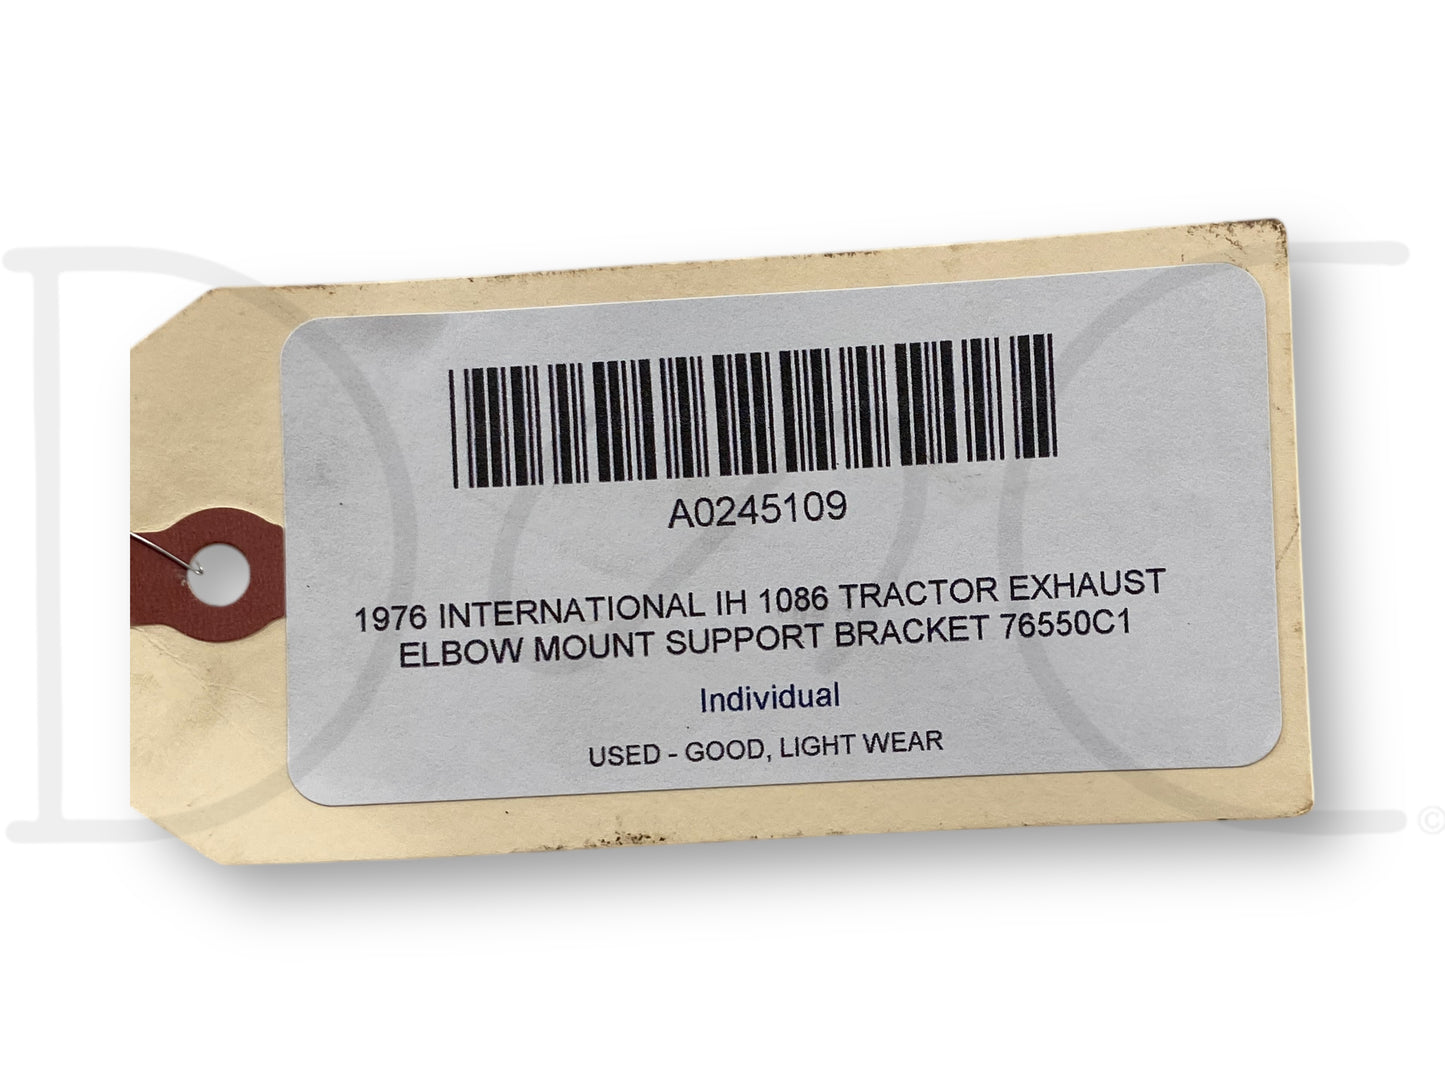 A0245109
1976 INTERNATIONAL IH 1086 TRACTOR EXHAUST
ELBOW MOUNT SUPPORT BRACKET 76550C1
Individual
USED - GOOD, LIGHT WEAR
©